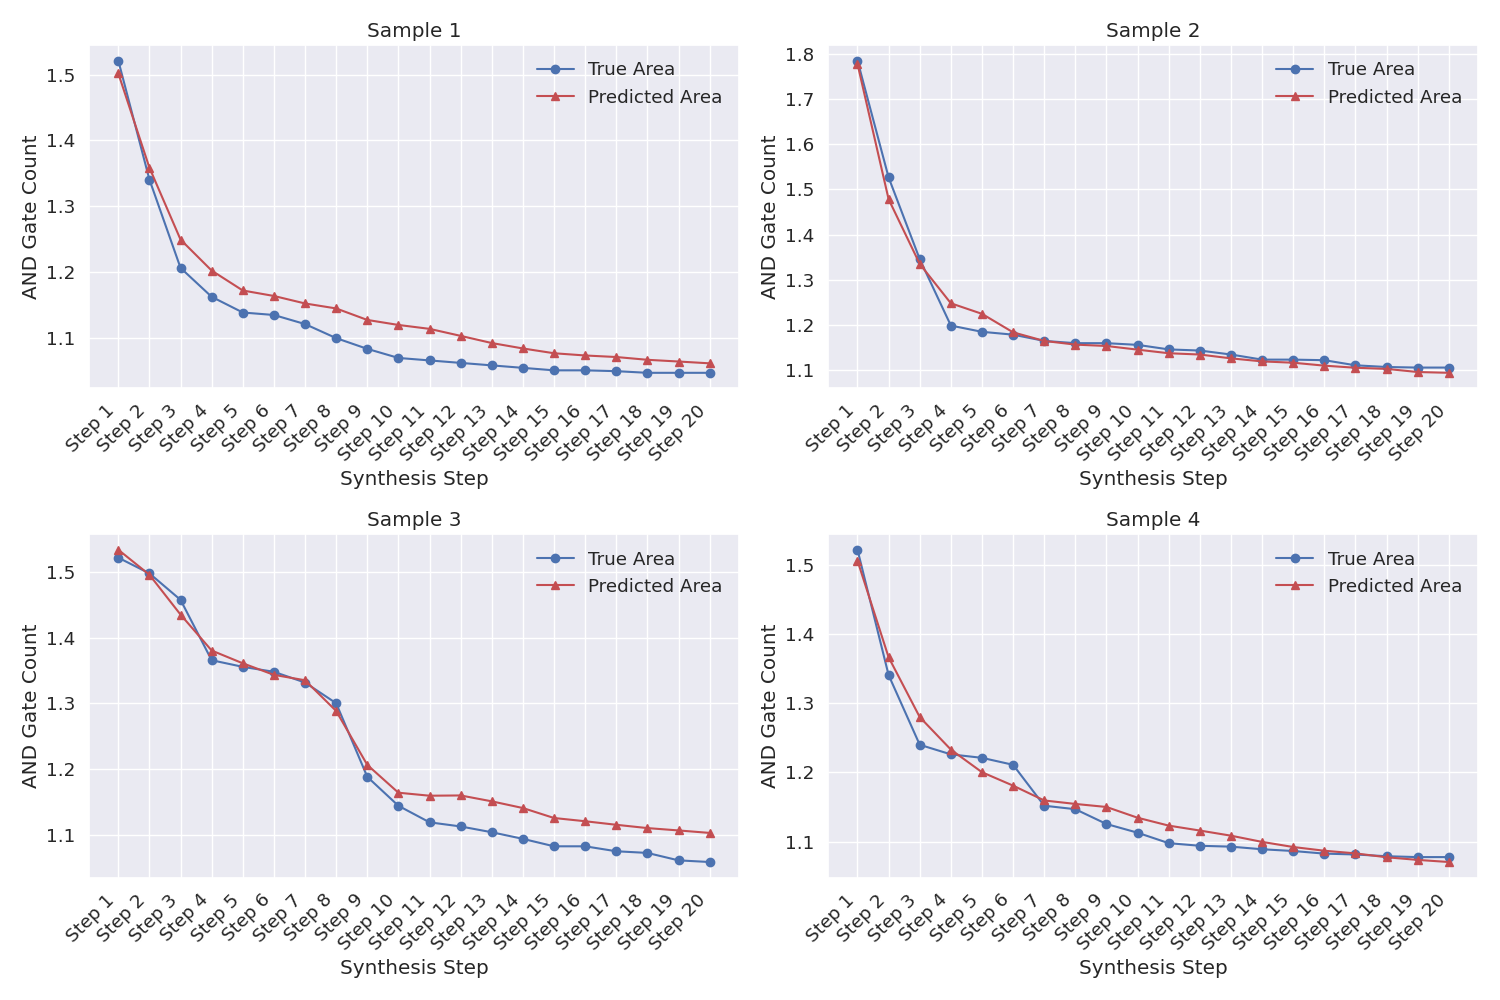 Sample 1
True Area
Predicted Area
AND Gate Count
1.5
1.4
1.3
1.2
1.1
Step 1 Step 2 Step 3 Step 4 Step 5 Step 6 Step 7 Step 8 Step 9 Step 10 Step 11 Step 12 Step 13 Step 14 Step 15 Step 16 Step 17 Step 18 Step 19 Step 20
Synthesis Step
Sample 2
True Area
Predicted Area
AND Gate Count
1.8
1.7
1.6
1.5
1.4
1.3
1.2
1.1
Step 1 Step 2 Step 3 Step 4 Step 5 Step 6 Step 7 Step 8 Step 9 Step 10 Step 11 Step 12 Step 13 Step 14 Step 15 Step 16 Step 17 Step 18 Step 19 Step 20
Synthesis Step
Sample 3
True Area
Predicted Area
AND Gate Count
1.5
1.4
1.3
1.2
1.1
Step 1 Step 2 Step 3 Step 4 Step 5 Step 6 Step 7 Step 8 Step 9 Step 10 Step 11 Step 12 Step 13 Step 14 Step 15 Step 16 Step 17 Step 18 Step 19 Step 20
Synthesis Step
Sample 4
True Area
Predicted Area
AND Gate Count
1.5
1.4
1.3
1.2
1.1
Step 1 Step 2 Step 3 Step 4 Step 5 Step 6 Step 7 Step 8 Step 9 Step 10 Step 11 Step 12 Step 13 Step 14 Step 15 Step 16 Step 17 Step 18 Step 19 Step 20
Synthesis Step